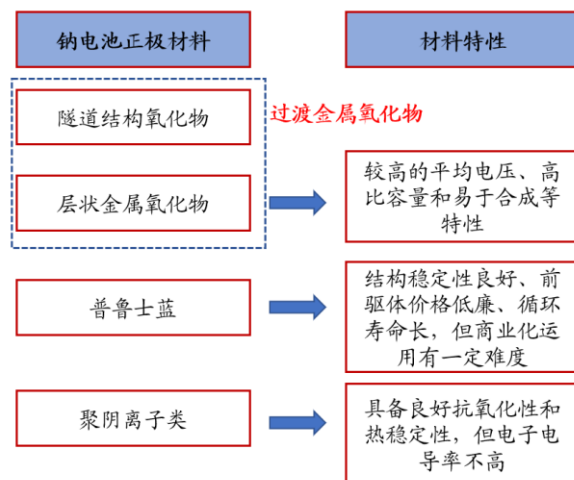 钠电池正极材料
材料特性
隧道结构氧化物
过渡金属氧化物
层状金属氧化物
较高的平均电压、高
比容量和易于合成等
特性
普鲁士蓝
结构稳定性良好、前
驱体价格低廉、循环
寿命长，但商业化运
用有一定难度
聚阴离子类
具备良好抗氧化性和
热稳定性，但电子电
导率不高